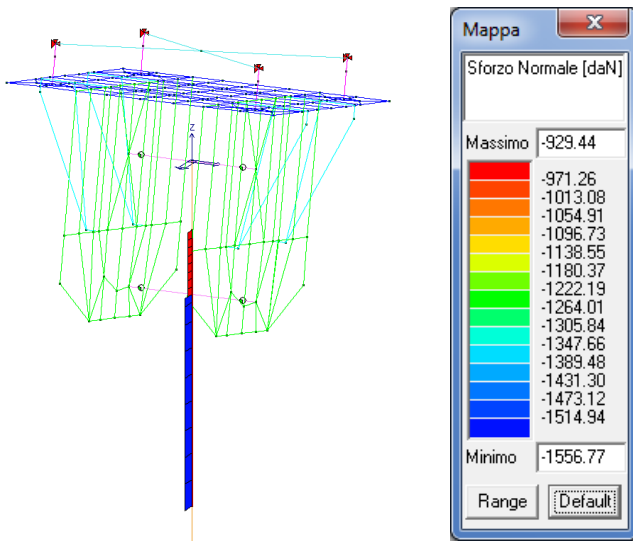 Z
Mappa
Sforzo Normale [daN]
Massimo -929.44
-971.26
-1013.08
-1054.91
-1096.73
-1138.55
-1180.37
-1222.19
-1264.01
-1305.84
-1347.66
-1389.48
-1431.30
-1473.12
-1514.94
Minimo -1556.77
Range Default